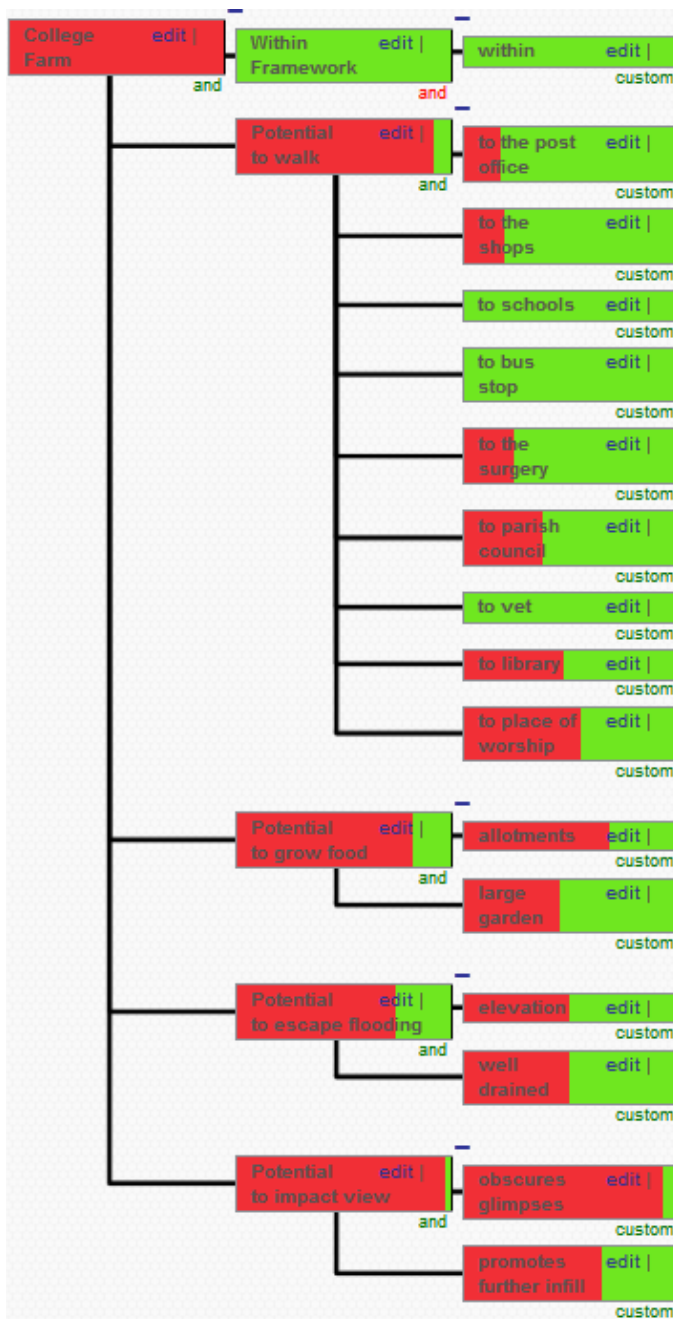 College edit |
Farm
and
Within edit |
Framework
and
within edit |
custom
Potential edit |
to walk
and
to the post edit |
office
custom
to the edit |
shops
custom
to schools edit |
custom
to bus edit |
stop
custom
to the edit |
surgery
custom
to parish edit |
council
custom
to vet edit |
custom
to library edit |
custom
to place of edit |
worship
custom
Potential edit |
to grow food
and
allotments edit |
custom
large edit |
garden
custom
Potential edit |
to escape flooding
and
elevation edit |
custom
well edit |
drained
custom
Potential edit |
to impact view
and
obscures edit |
glimpses
custom
promotes edit |
further infill
custom